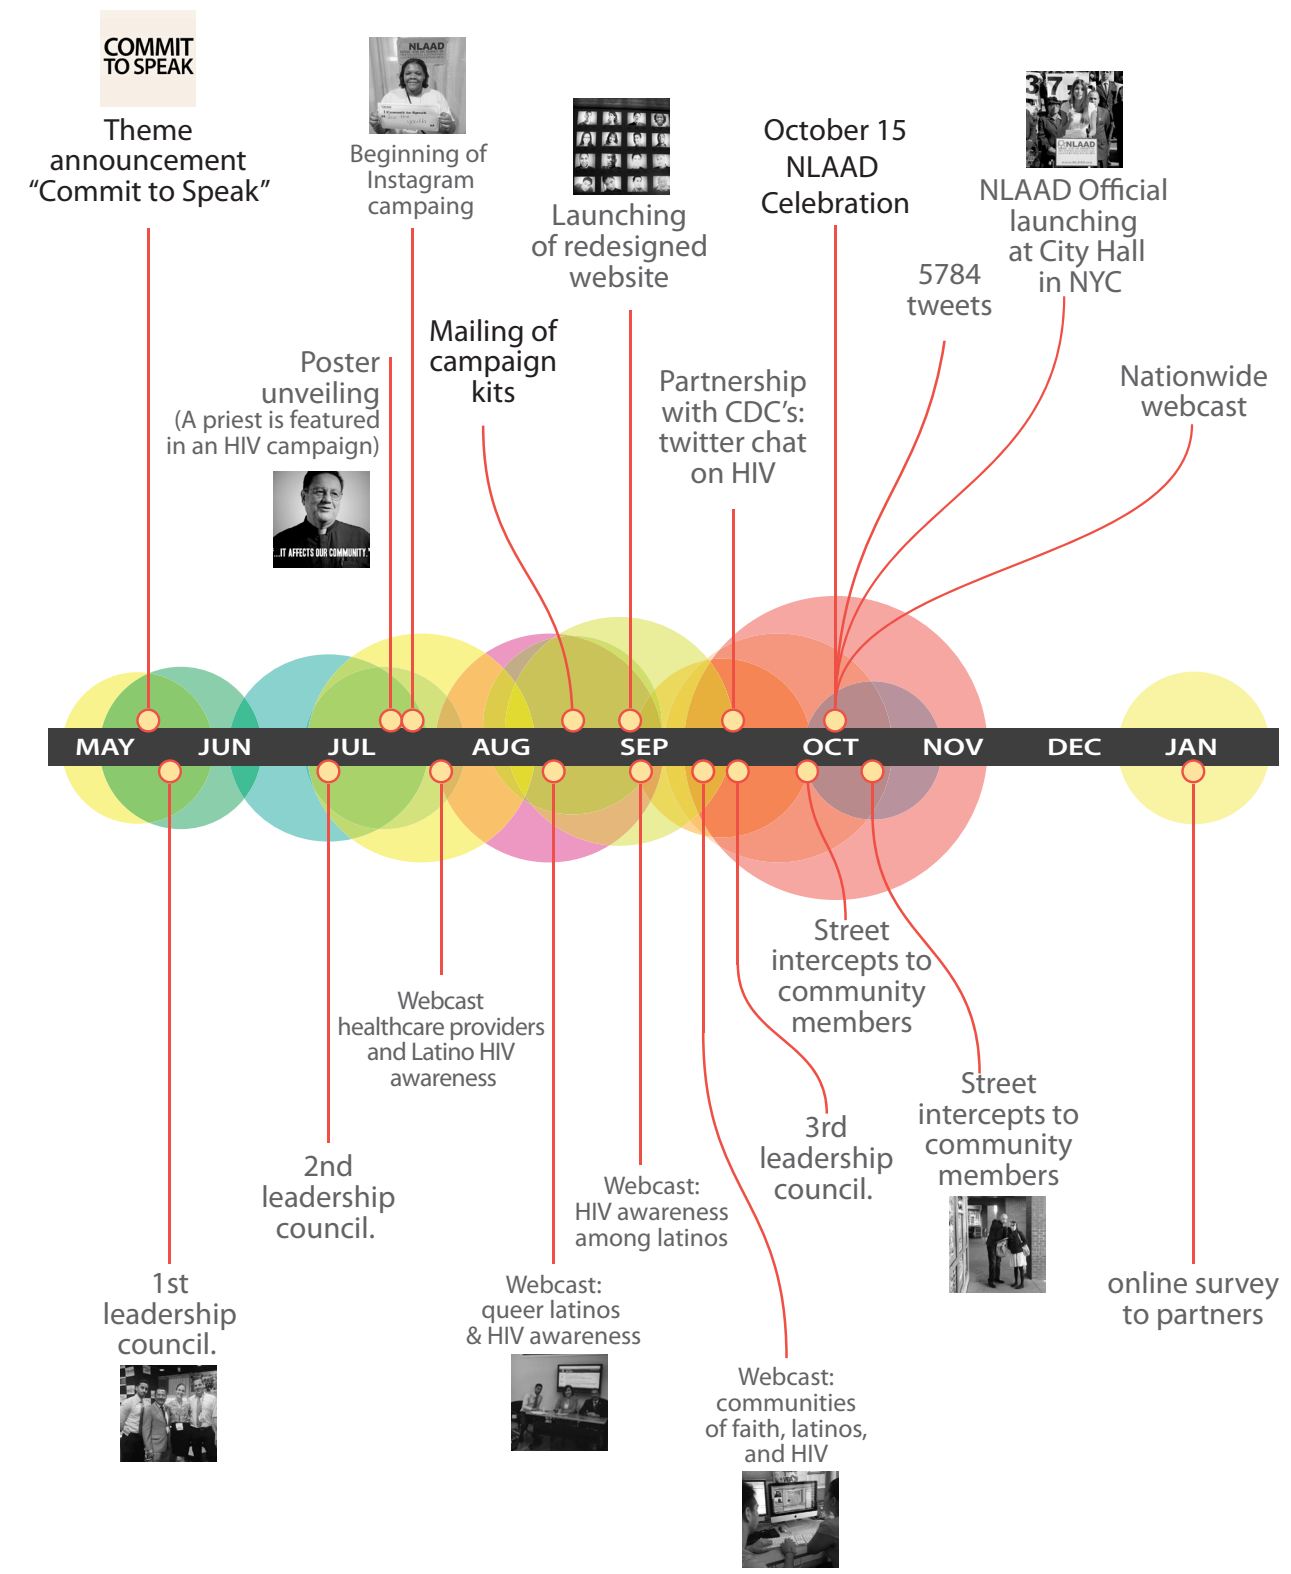 COMMIT
TO SPEAK
Theme
announcement
“Commit to Speak”
NLAAD
I Commit to Speak
Beginning of
Instagram
campaing
Launching
of redesigned
website
October 15
NLAAD
Celebration
NLAAD
NLAAD Official
launching
at City Hall
in NYC
5784
tweets
Mailing of
campaign
kits
Poster
unveiling
(A priest is featured
in an HIV campaign)
...IT AFFECTS OUR COMMUNITY."
Partnership
with CDC’s:
twitter chat
on HIV
Nationwide
webcast
MAY JUN JUL AUG SEP OCT NOV DEC JAN
Street
intercepts to
community
members
Webcast
healthcare providers
and Latino HIV
awareness
Street
intercepts to
community
members
3rd
leadership
council.
2nd
leadership
council.
Webcast:
HIV awareness
among latinos
1st
leadership
council.
Webcast:
queer latinos
& HIV awareness
online survey
to partners
Webcast:
communities
of faith, latinos,
and HIV